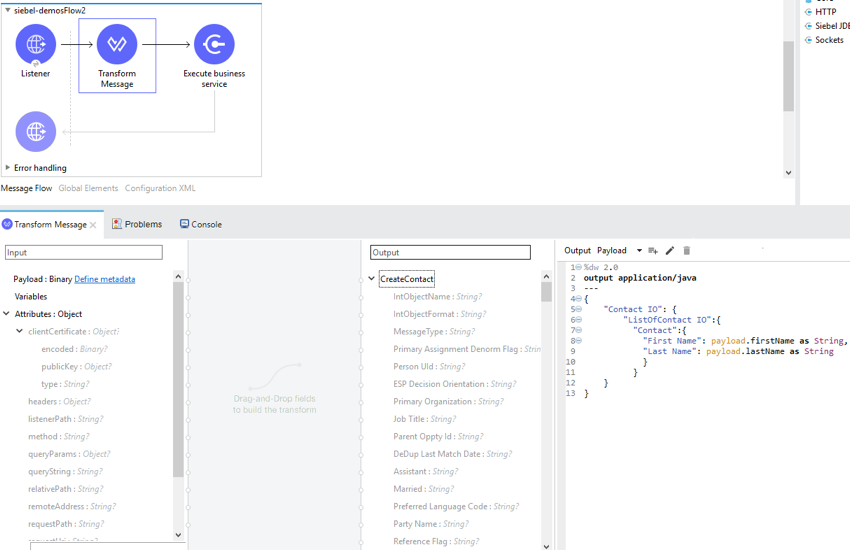 siebel-demosFlow2
Listener
Transform
Message
Execute business
service
Error handling
Message Flow Global Elements Configuration XML
HTTP
Siebel JDE
Sockets
Transform Message
Problems
Console
Input
Payload : Binary Define metadata
Variables
Attributes : Object
clientCertificate : Object?
encoded : Binary?
publicKey : Object?
type : String?
headers : Object?
listenerPath : String?
method : String?
queryParams : Object?
queryString : String?
relativePath : String?
remoteAddress : String?
requestPath : String?
Drag-and-Drop fields
to build the transform
Output
CreateContact
IntObjectName : String?
IntObjectFormat : String?
MessageType : String?
Primary Assignment Denorm Flag : Strin
Person UId : String?
ESP Decision Orientation : String?
Primary Organization : String?
Job Title : String?
Parent Oppty Id : String?
DeDup Last Match Date : String?
Assistant : String?
Married : String?
Preferred Language Code : String?
Party Name : String?
Reference Flag : String?
Output Payload
1 %dw 2.0
2 output application/java
3 ---
4 {
5 "Contact IO": {
6 "ListOfContact IO":{
7 "Contact":{
8 "First Name": payload.firstName as String,
9 "Last Name": payload.lastName as String
10 }
11 }
12 }
13 }